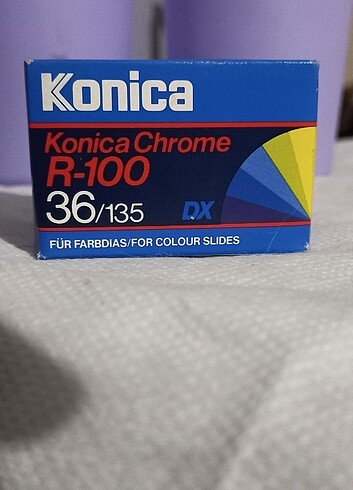 Konica
Konica Chrome
R-100
36/135
DX
FÜR FARBDIAS/FOR COLOUR SLIDES